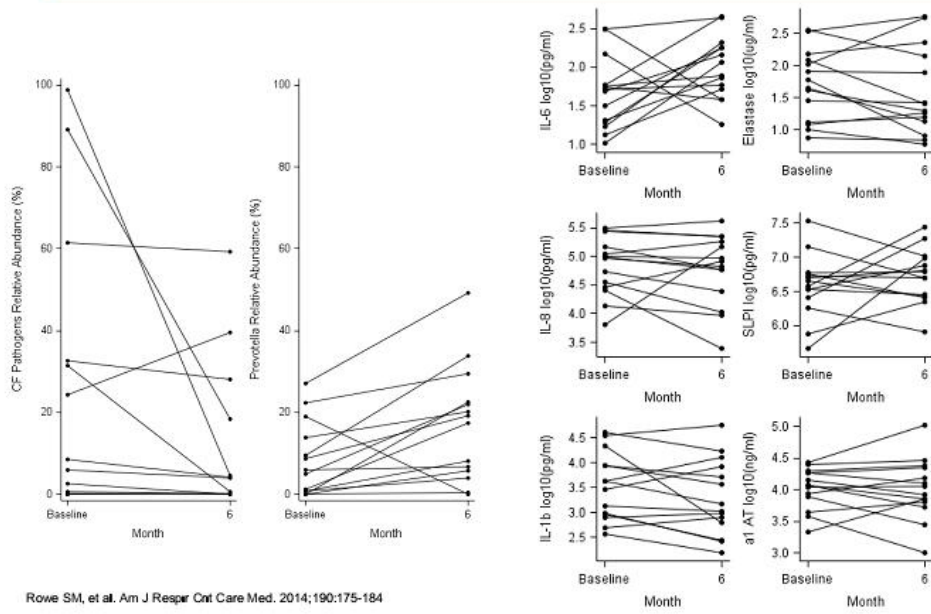 CF Pathogens Relative Abundance (%)
100
80
60
40
20
0
Baseline
6
Month
Prevotella Relative Abundance (%)
100
80
60
40
20
0
Baseline
6
Month
IL-6 log10(pg/ml)
2.5
2.0
1.5
1.0
Baseline
6
Month
Elastase log10(ug/ml)
2.5
2.0
1.5
1.0
Baseline
6
Month
IL-8 log10(pg/ml)
5.5
5.0
4.5
4.0
3.5
Baseline
6
Month
SLPI log10(pg/ml)
7.5
7.0
6.5
6.0
Baseline
6
Month
IL-1b log10(pg/ml)
4.5
4.0
3.5
3.0
2.5
Baseline
6
Month
a1 AT log10(ng/ml)
5.0
4.5
4.0
3.5
3.0
Baseline
6
Month
Rowe SM, et al. Am J Respir Crit Care Med. 2014;190:175-184